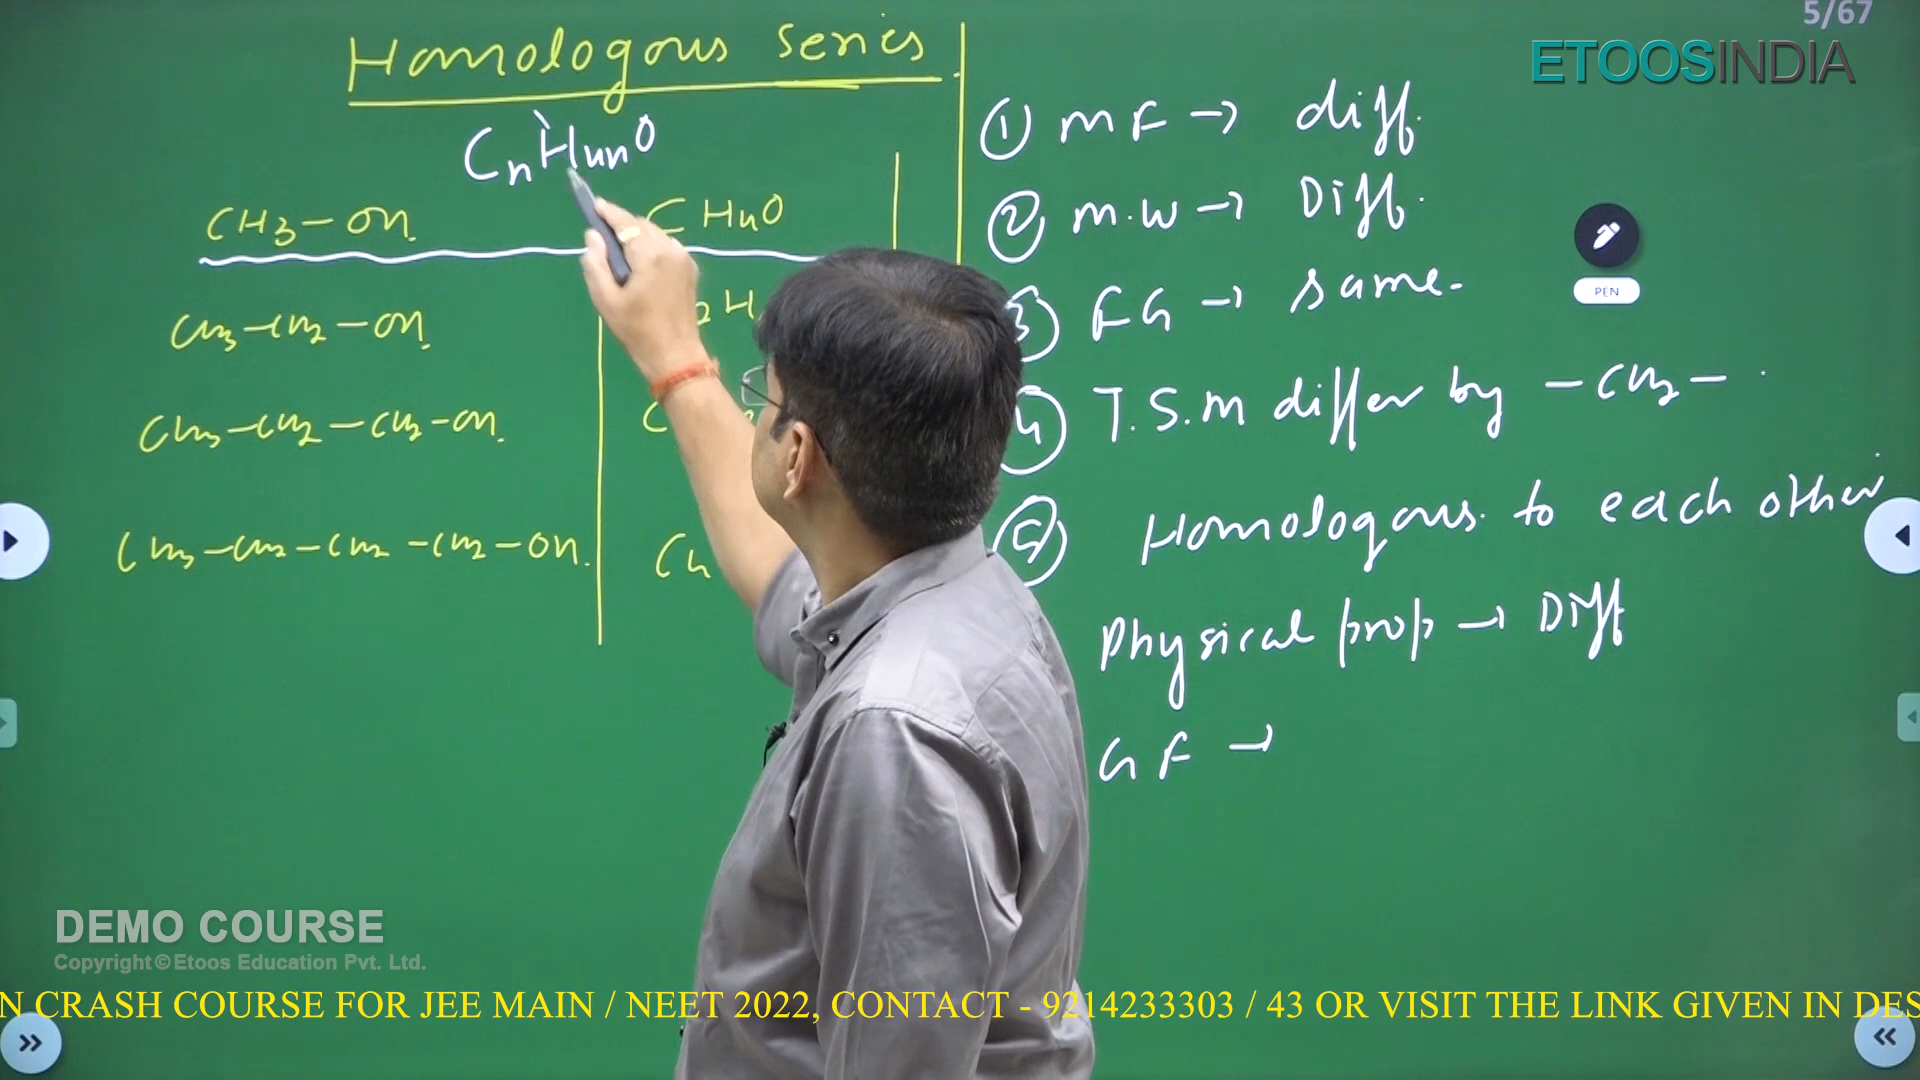 5/67
ETOOSINDIA
Homologous series
CnH4nO
CH3-OH
CH4O
CH3-CH2-OH
2H
CH3-CH2-CH2-OH
C
CH3-CH2-CH2-CH2-OH
C4
① MF → diff
② M.W → Diff
③ FG → same
④ T.S.M differ by -CH2-
⑤ Homologous to each other
Physical prop → Diff
GF →
PEN
DEMO COURSE
Copyright©Etoos Education Pvt. Ltd.
N CRASH COURSE FOR JEE MAIN / NEET 2022, CONTACT - 9214233303 / 43 OR VISIT THE LINK GIVEN IN DES